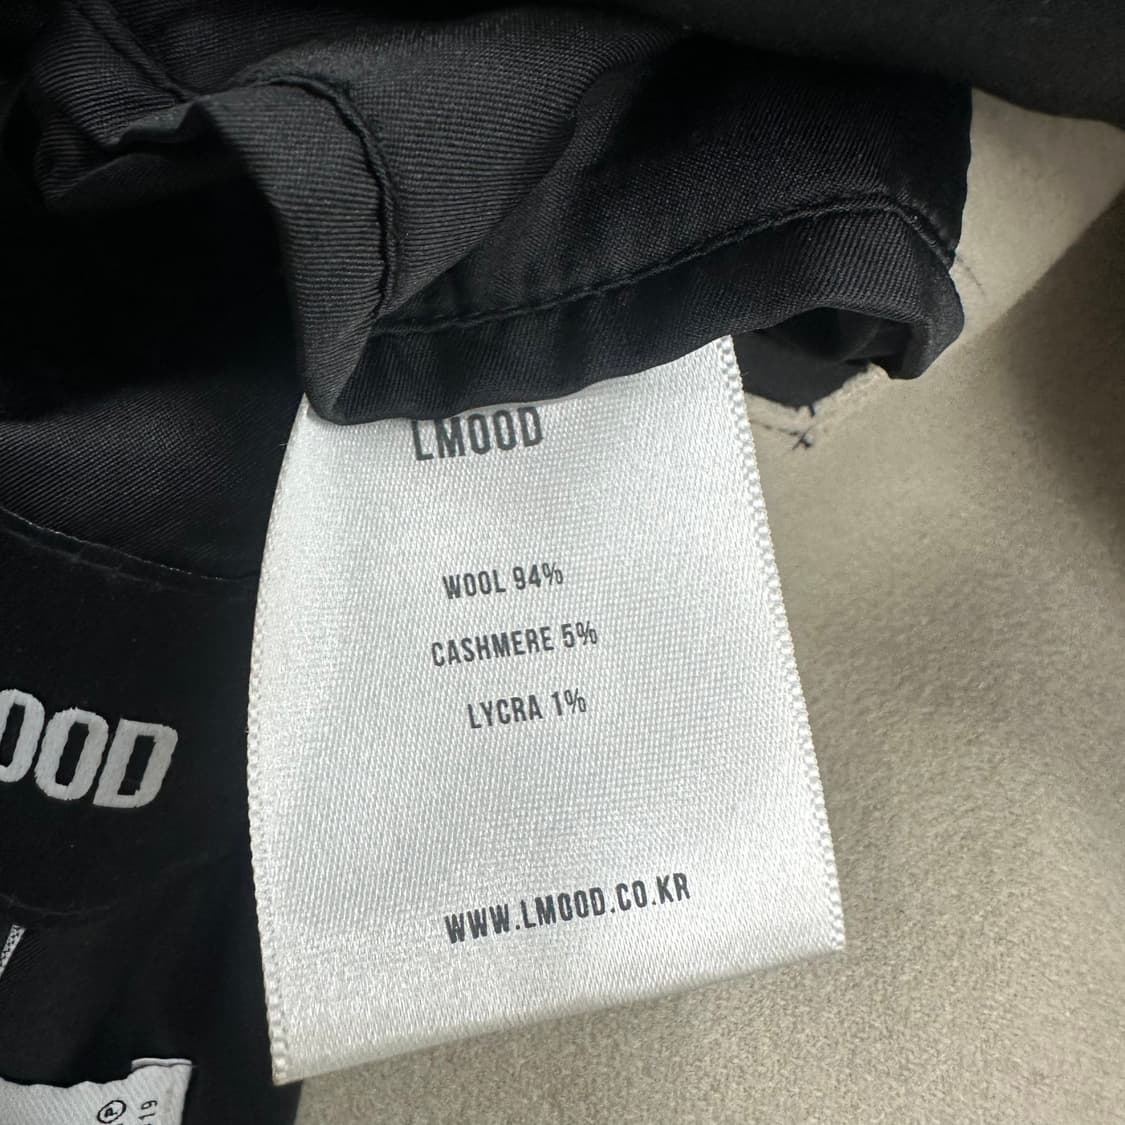 LMOOD
WOOL 94%
CASHMERE 5%
LYCRA 1%
WWW.LMOOD.CO.KR
OOD
P